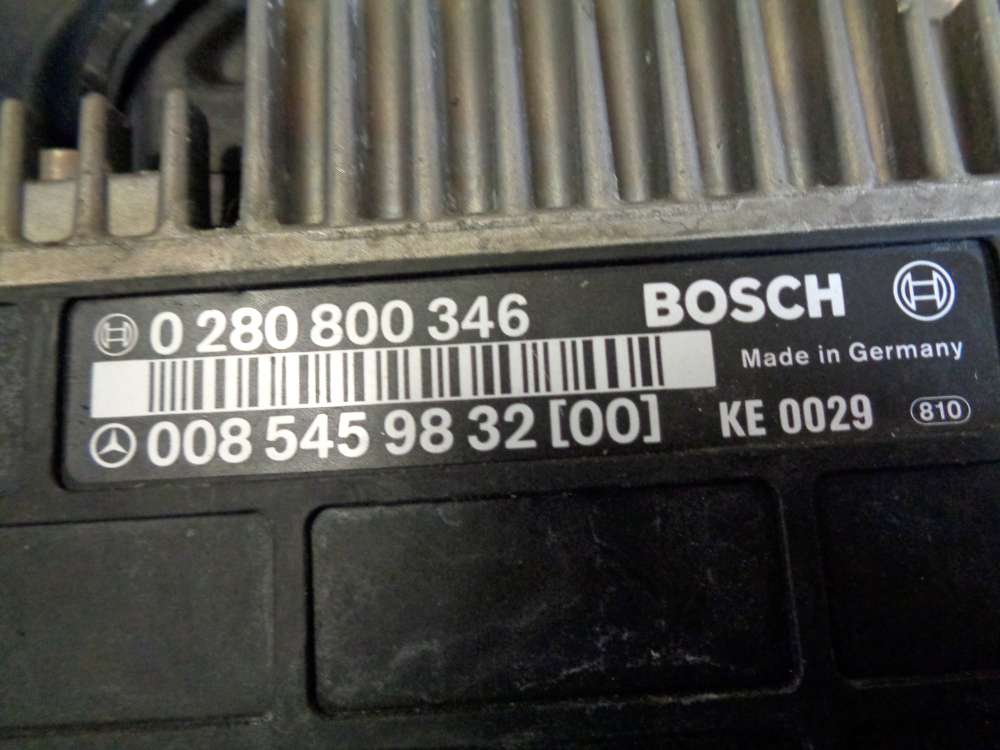 0 280 800 346
BOSCH
Made in Germany
008 545 98 32 [00]
KE 0029
810